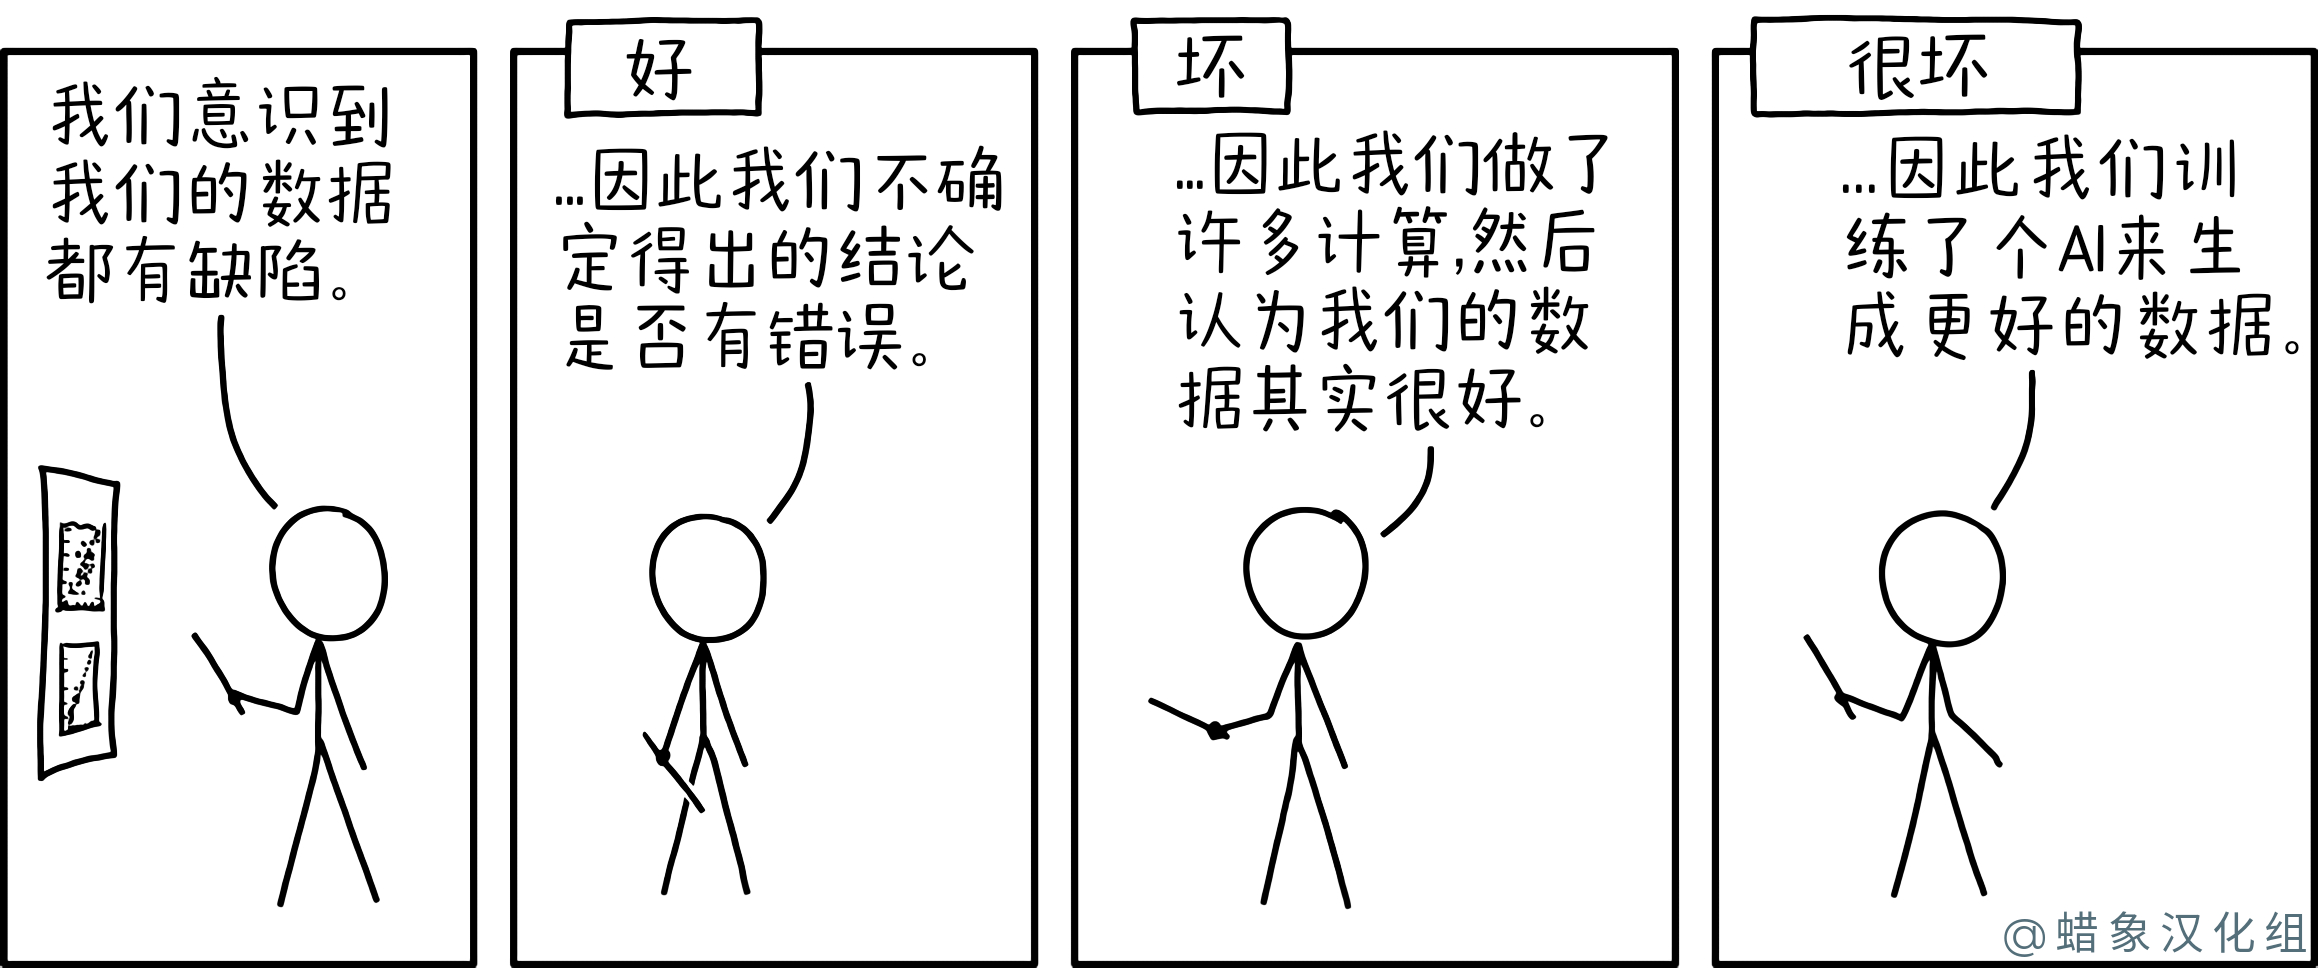 我们意识到
我们的数据
都有缺陷。
好
...因此我们不确
定得出的结论
是否有错误。
坏
...因此我们做了
许多计算,然后
认为我们的数
据其实很好。
很坏
...因此我们训
练了个AI来生
成更好的数据。
@蜡象汉化组